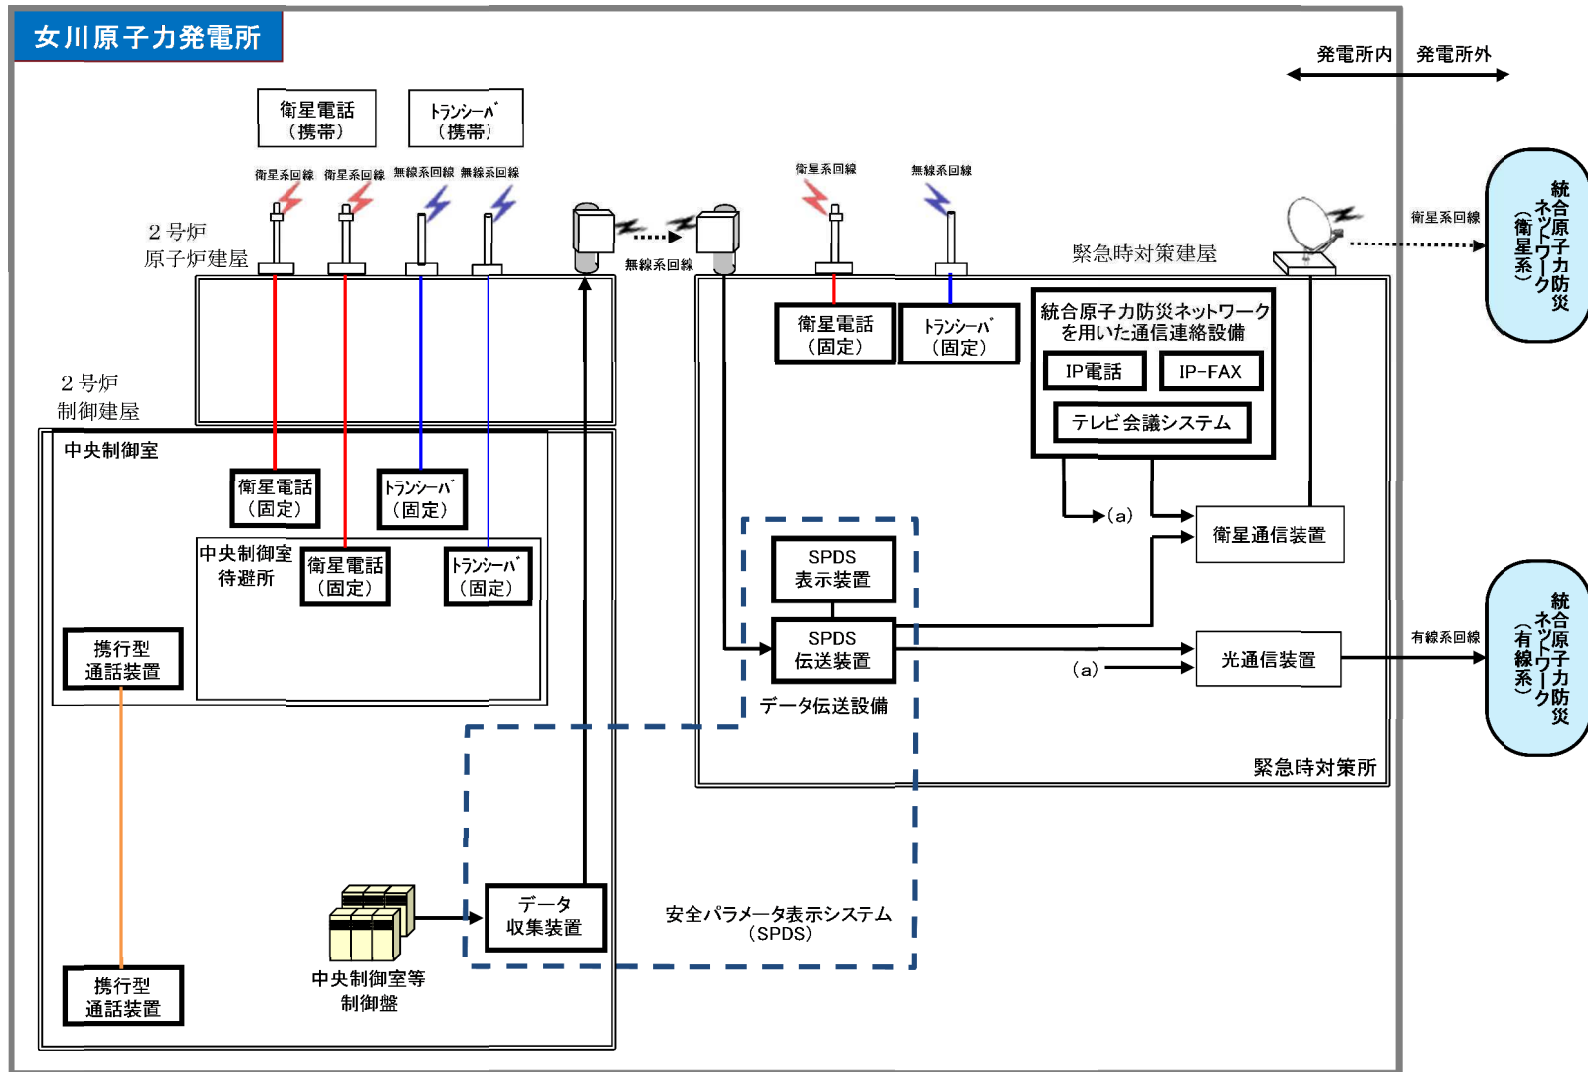 女川原子力発電所
発電所内
発電所外
衛星電話
(携帯)
トランシーバ
(携帯)
衛星系回線
衛星系回線
無線系回線
無線系回線
衛星系回線
無線系回線
2号炉
原子炉建屋
無線系回線
緊急時対策建屋
衛星系回線
統合原子力防災
ネットワーク
(衛星系)
衛星電話
(固定)
トランシーバ
(固定)
統合原子力防災ネットワーク
を用いた通信連絡設備
IP電話
IP-FAX
テレビ会議システム
2号炉
制御建屋
中央制御室
衛星電話
(固定)
トランシーバ
(固定)
中央制御室
待避所
衛星電話
(固定)
トランシーバ
(固定)
(a)
衛星通信装置
SPDS
表示装置
SPDS
伝送装置
データ伝送設備
(a)
光通信装置
有線系回線
統合原子力防災
ネットワーク
(有線系)
携行型
通話装置
緊急時対策所
データ
収集装置
安全パラメータ表示システム
(SPDS)
中央制御室等
制御盤
携行型
通話装置